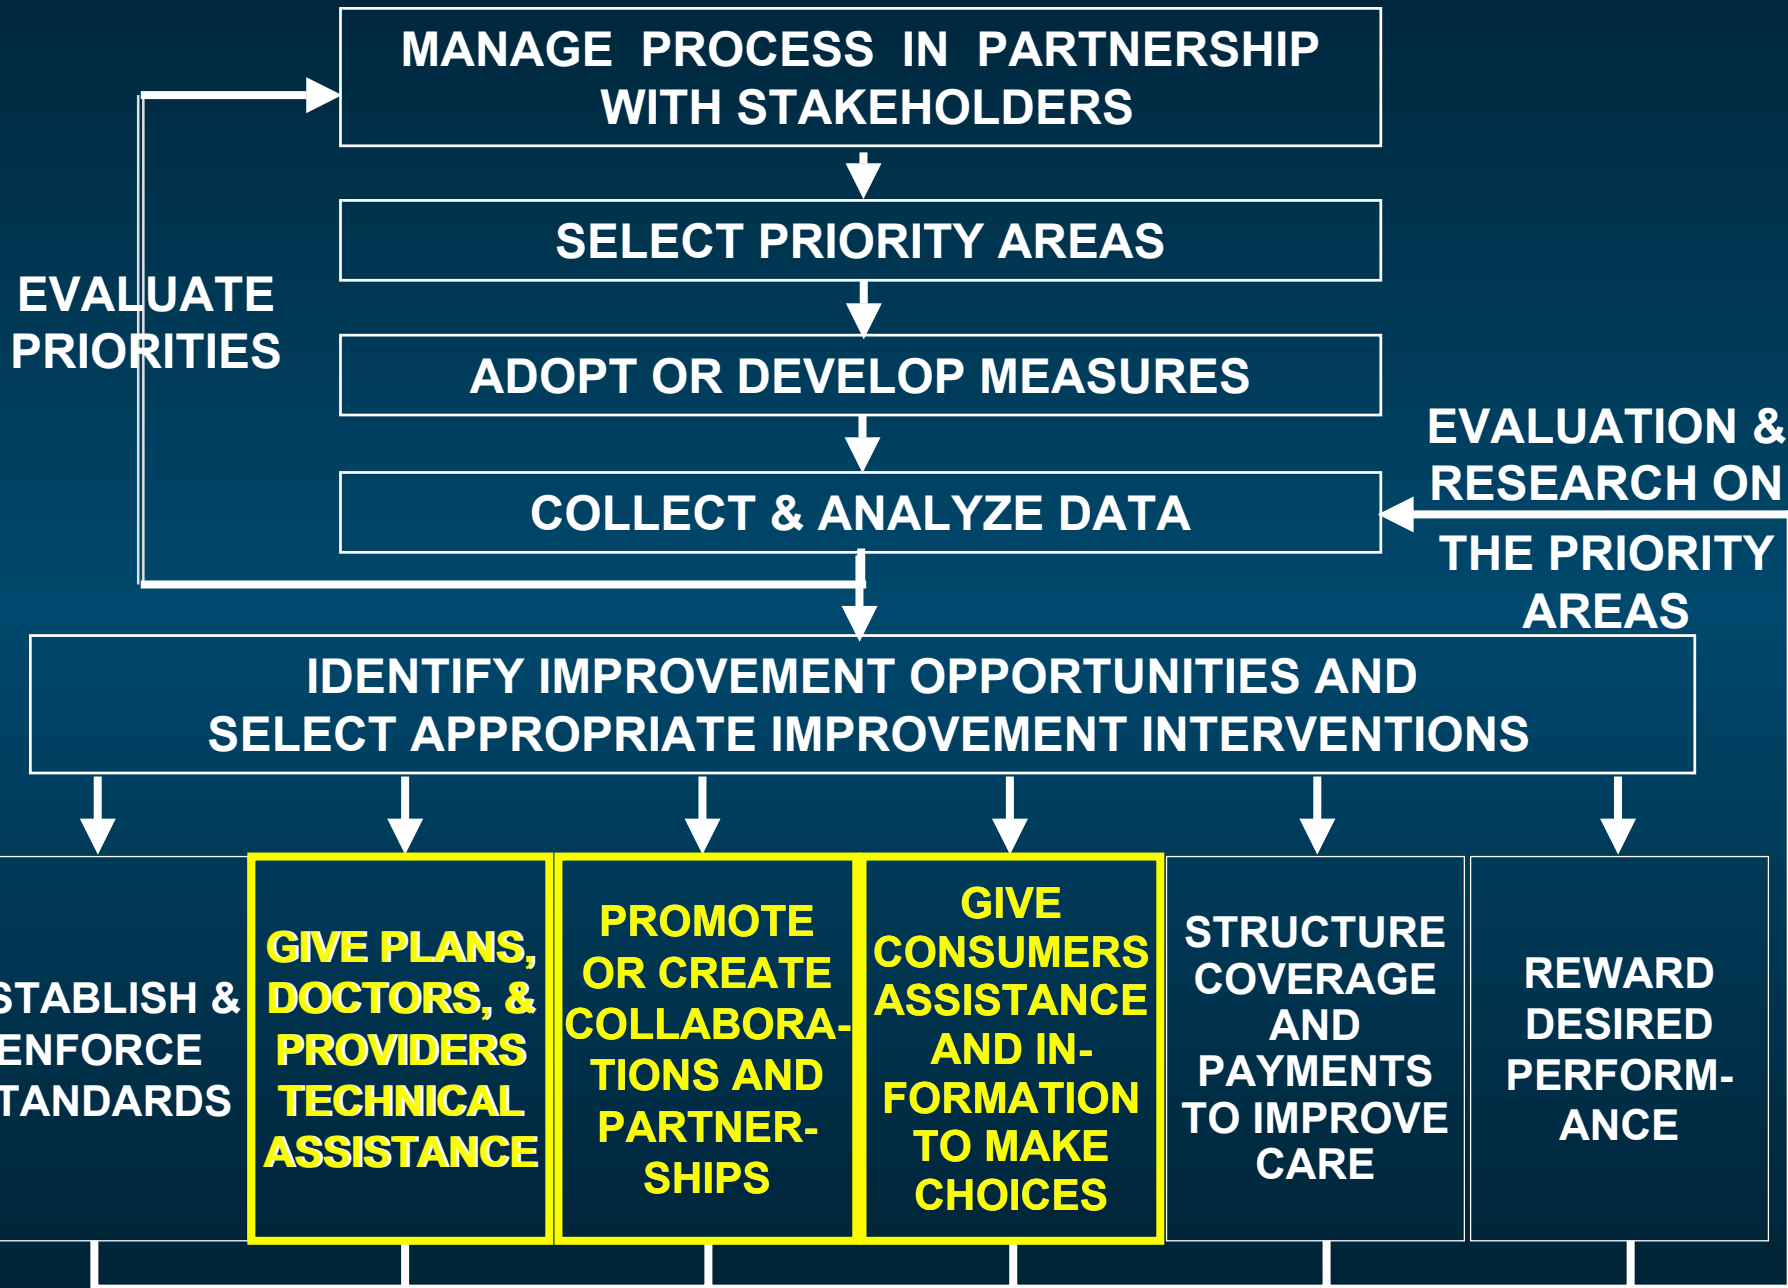 MANAGE PROCESS IN PARTNERSHIP
WITH STAKEHOLDERS
SELECT PRIORITY AREAS
EVALUATE
PRIORITIES
ADOPT OR DEVELOP MEASURES
EVALUATION &
RESEARCH ON
THE PRIORITY
AREAS
COLLECT & ANALYZE DATA
IDENTIFY IMPROVEMENT OPPORTUNITIES AND
SELECT APPROPRIATE IMPROVEMENT INTERVENTIONS
STABLISH &
ENFORCE
TANDARDS
GIVE PLANS,
DOCTORS, &
PROVIDERS
TECHNICAL
ASSISTANCE
PROMOTE
OR CREATE
COLLABORA-
TIONS AND
PARTNER-
SHIPS
GIVE
CONSUMERS
ASSISTANCE
AND IN-
FORMATION
TO MAKE
CHOICES
STRUCTURE
COVERAGE
AND
PAYMENTS
TO IMPROVE
CARE
REWARD
DESIRED
PERFORM-
ANCE